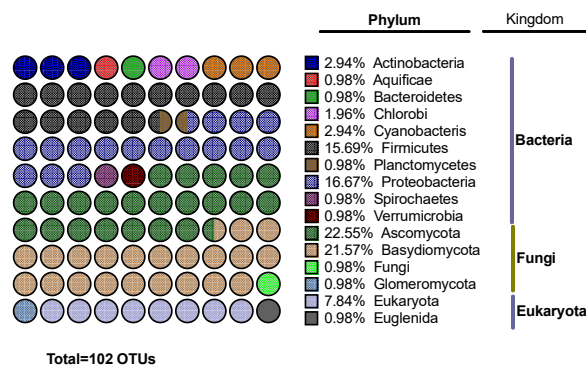 Phylum Kingdom
2.94% Actinobacteria
0.98% Aquificae
0.98% Bacteroidetes
1.96% Chlorobi
2.94% Cyanobacteris
15.69% Firmicutes
0.98% Planctomycetes
16.67% Proteobacteria
0.98% Spirochaetes
0.98% Verrumicrobia
22.55% Ascomycota
21.57% Basydiomycota
0.98% Fungi
0.98% Glomeromycota
7.84% Eukaryota
0.98% Euglenida
Bacteria
Fungi
Eukaryota
Total=102 OTUs